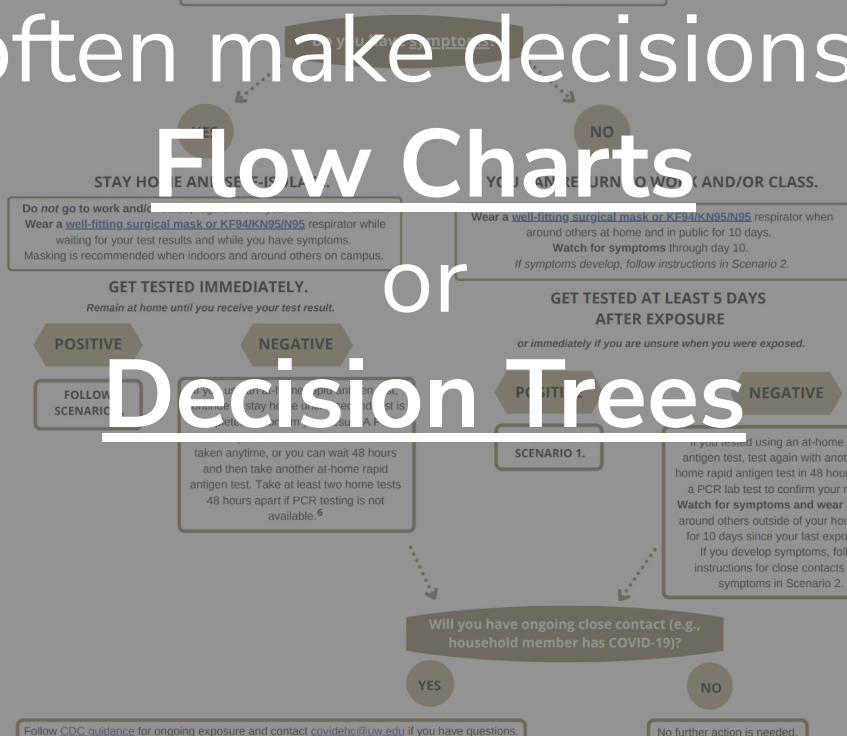 often make decisions
Do you have symptoms?
YES
NO
Flow Charts
STAY HOME AND SELF-ISOLATE.
YOU CAN RETURN TO WORK AND/OR CLASS.
Do not go to work and/or
Wear a well-fitting surgical mask or KF94/KN95/N95 respirator while
waiting for your test results and while you have symptoms.
Masking is recommended when indoors and around others on campus.
Wear a well-fitting surgical mask or KF94/KN95/N95 respirator when
around others at home and in public for 10 days.
Watch for symptoms through day 10.
If symptoms develop, follow instructions in Scenario 2.
or
GET TESTED IMMEDIATELY.
Remain at home until you receive your test result.
GET TESTED AT LEAST 5 DAYS
AFTER EXPOSURE
or immediately if you are unsure when you were exposed.
POSITIVE
NEGATIVE
POSITIVE
NEGATIVE
Decision Trees
FOLLOW
SCENARIO
SCENARIO 1.
taken anytime, or you can wait 48 hours
and then take another at-home rapid
antigen test. Take at least two home tests
48 hours apart if PCR testing is not
available.6
If you tested using an at-home
antigen test, test again with
home rapid antigen test in 48
a PCR lab test to confirm your
Watch for symptoms and wear
around others outside of your
for 10 days since your last
If you develop symptoms,
instructions for close contacts
symptoms in Scenario 2.
Will you have ongoing close contact (e.g.,
household member has COVID-19)?
YES
NO
Follow CDC guidance for ongoing exposure and contact covidehc@uw.edu if you have questions.
No further action is needed.